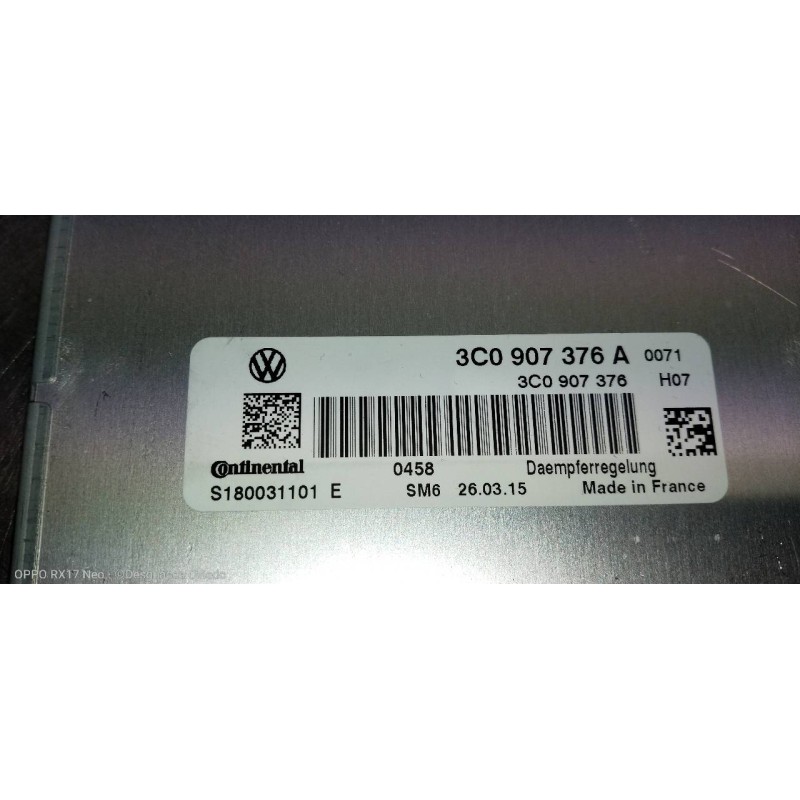 3C0 907 376 A 0071
3C0 907 376 H07
Continental 0458 Daempferregelung
S180031101 E SM6 26.03.15 Made in France
OPPO RX17 Neo